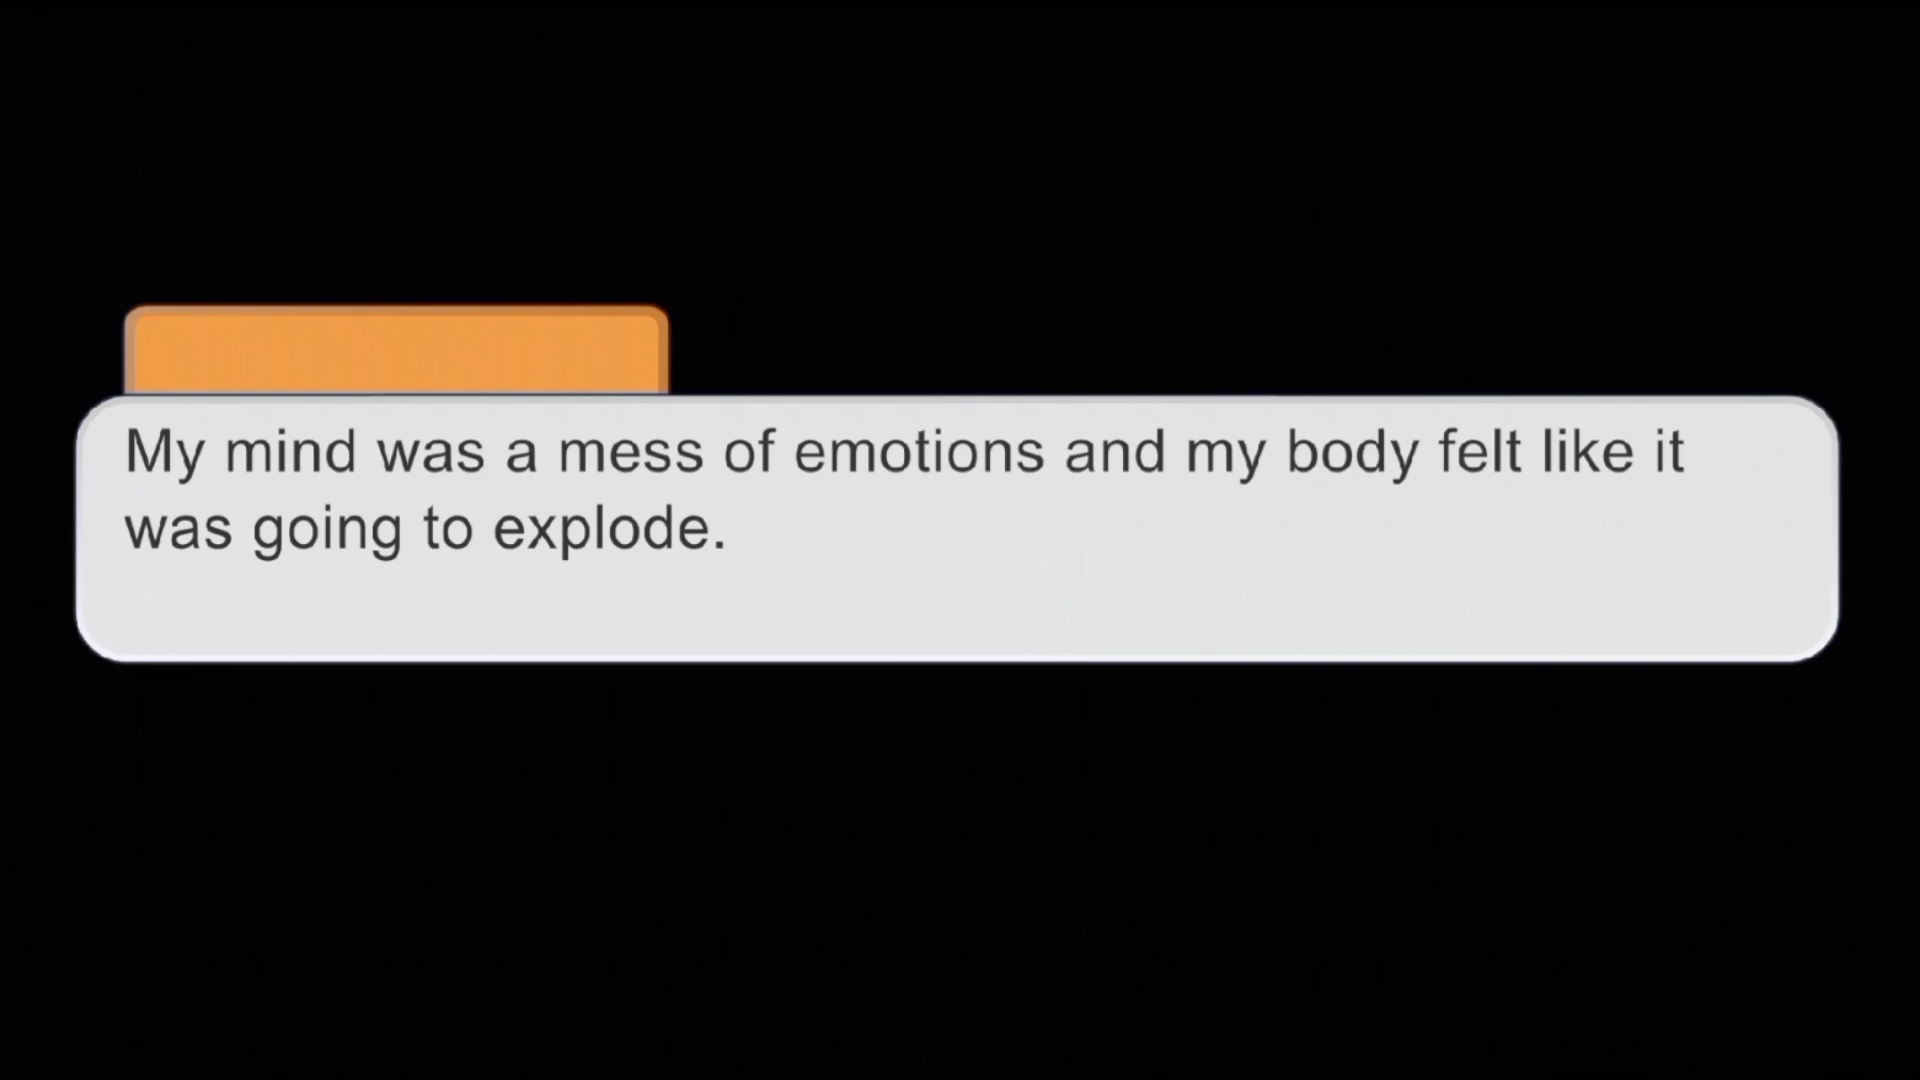 My mind was a mess of emotions and my body felt like it
was going to explode.